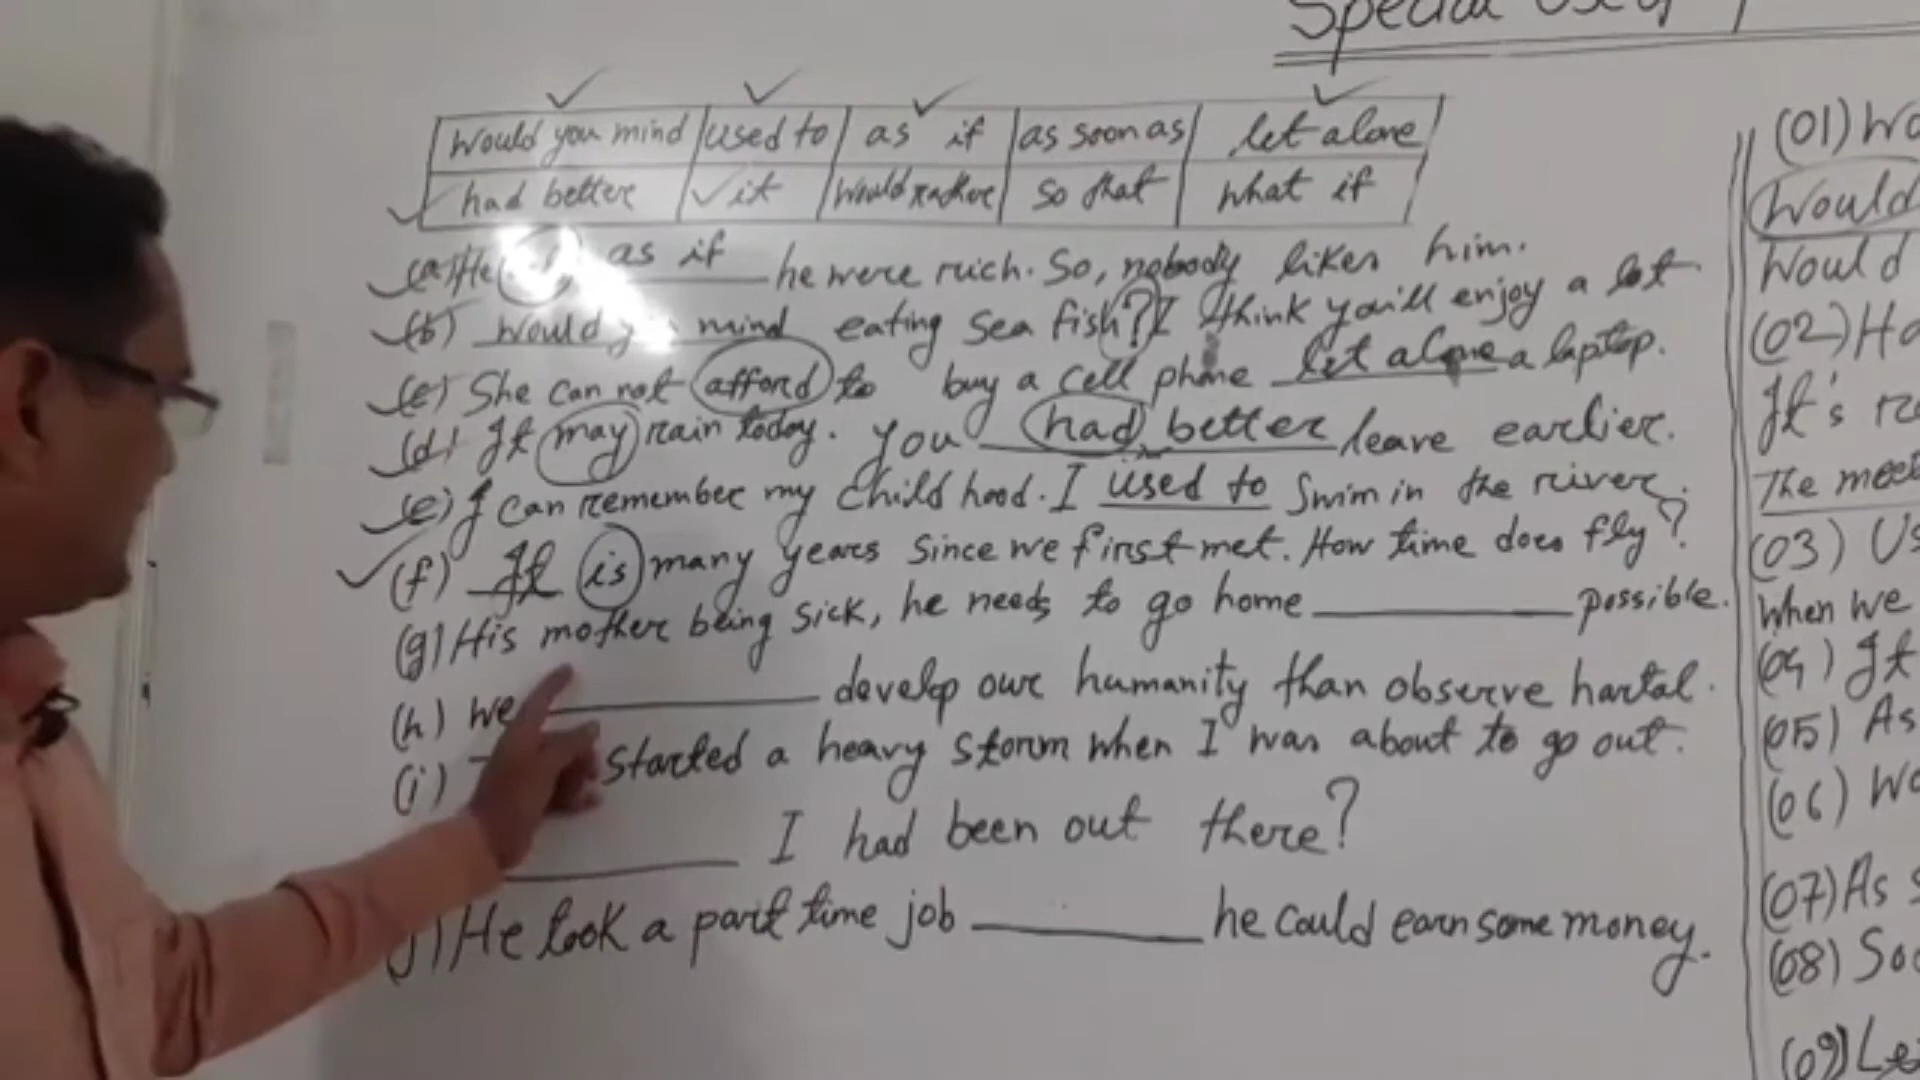 Special Uses
would you mind used to as if as soon as let alone
had better it would rather so that what if
(a) He as if he were rich. So, nobody likes him.
(b) Would you mind eating sea fish? I think you'll enjoy a lot.
(c) She can not afford to buy a cell phone let alone a laptop.
(d) It may rain today. You had better leave earlier.
(e) I can remember my childhood. I used to swim in the river.
(f) It is many years since we first met. How time does fly?
(g) His mother being sick, he needs to go home ______ possible.
(h) We ______ develop our humanity than observe hartal.
(i) started a heavy storm when I was about to go out.
______ I had been out there?
j) He took a part time job ______ he could earn some money.
(01) Wo
Would
Would
(02) Ha
It's
The meet
(03) Us
When we
(04) It
(05) As
(06) Wo
(07) As s
(08) So
(09) Le